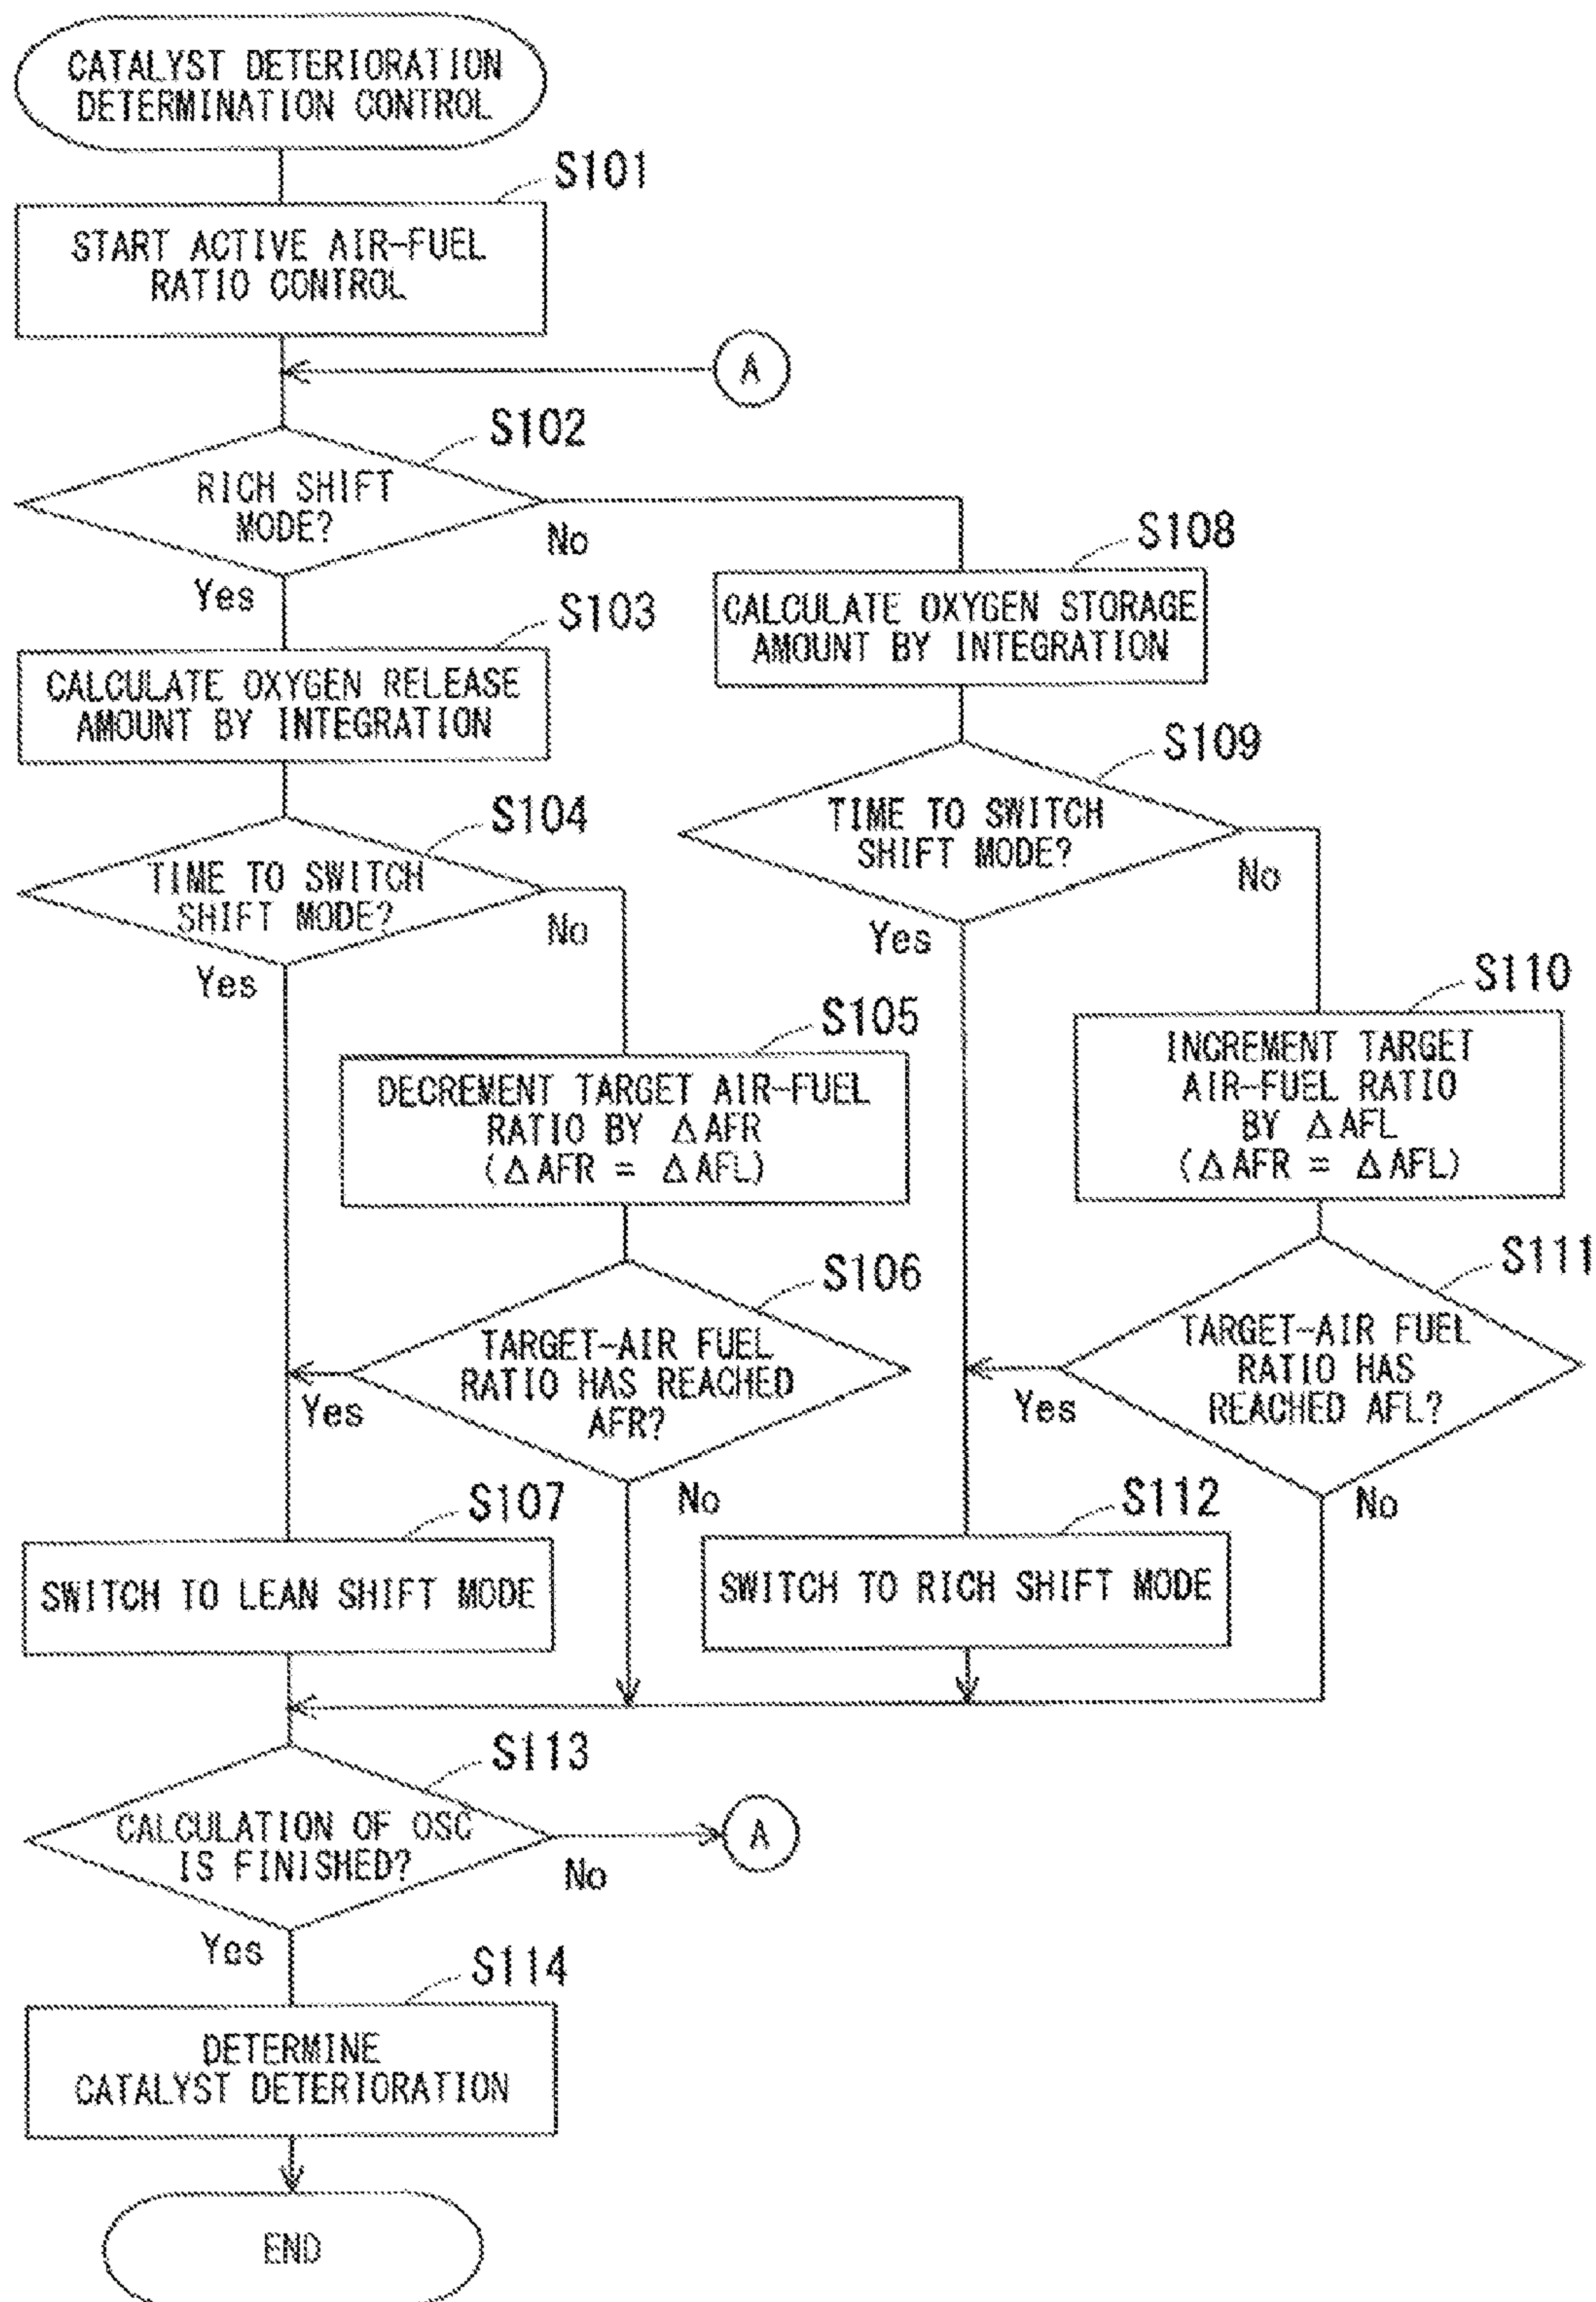 CATALYST DETERIORATION
DETERMINATION CONTROL
S101
START ACTIVE AIR-FUEL
RATIO CONTROL
A
S102
RICH SHIFT
MODE?
No
Yes
S103
CALCULATE OXYGEN RELEASE
AMOUNT BY INTEGRATION
S108
CALCULATE OXYGEN STORAGE
AMOUNT BY INTEGRATION
S104
TIME TO SWITCH
SHIFT MODE?
No
Yes
S109
TIME TO SWITCH
SHIFT MODE?
No
Yes
S105
DECREMENT TARGET AIR-FUEL
RATIO BY ΔAFR
(ΔAFR = ΔAFL)
S110
INCREMENT TARGET
AIR-FUEL RATIO
BY ΔAFL
(ΔAFR = ΔAFL)
S106
TARGET-AIR FUEL
RATIO HAS REACHED
AFR?
Yes
No
S111
TARGET-AIR FUEL
RATIO HAS
REACHED AFL?
Yes
No
S107
SWITCH TO LEAN SHIFT MODE
S112
SWITCH TO RICH SHIFT MODE
S113
CALCULATION OF OSC
IS FINISHED?
No
A
Yes
S114
DETERMINE
CATALYST DETERIORATION
END